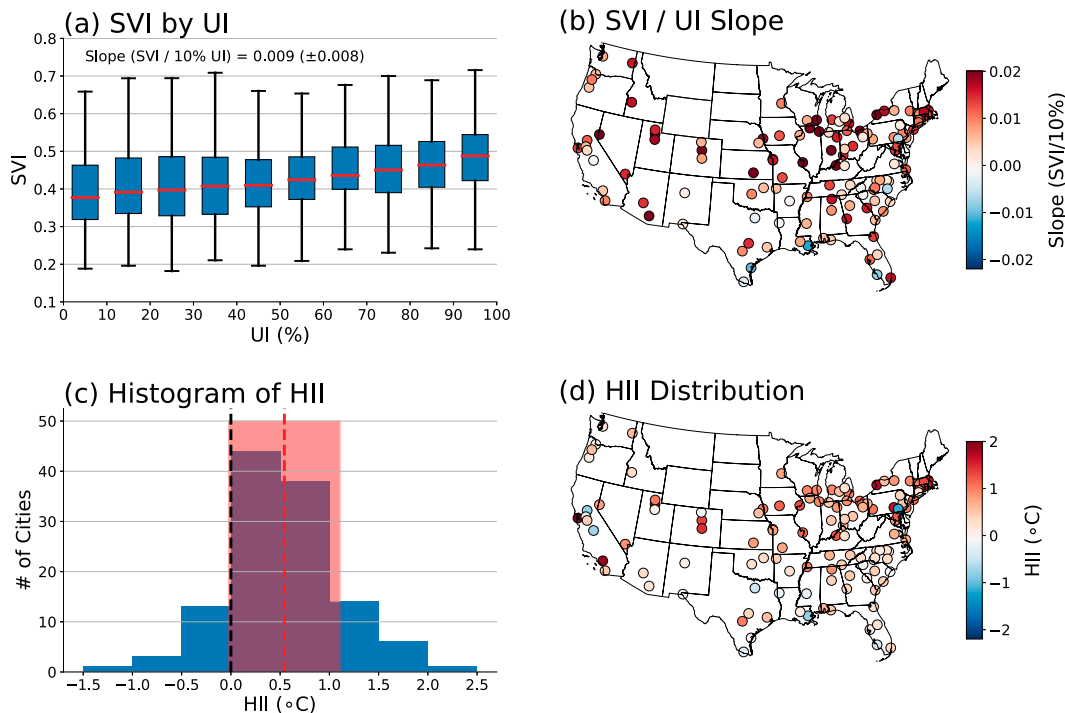 (a) SVI by UI
Slope (SVI / 10% UI) = 0.009 (±0.008)
0.8
0.7
0.6
0.5
0.4
0.3
0.2
0.1
SVI
0 10 20 30 40 50 60 70 80 90 100
UI (%)
(b) SVI / UI Slope
0.02
0.01
0.00
−0.01
−0.02
Slope (SVI/10%)
(c) Histogram of HII
50
40
30
20
10
0
# of Cities
−1.5 −1.0 −0.5 0.0 0.5 1.0 1.5 2.0 2.5
HII (∘C)
(d) HII Distribution
2
1
0
−1
−2
HII (∘C)